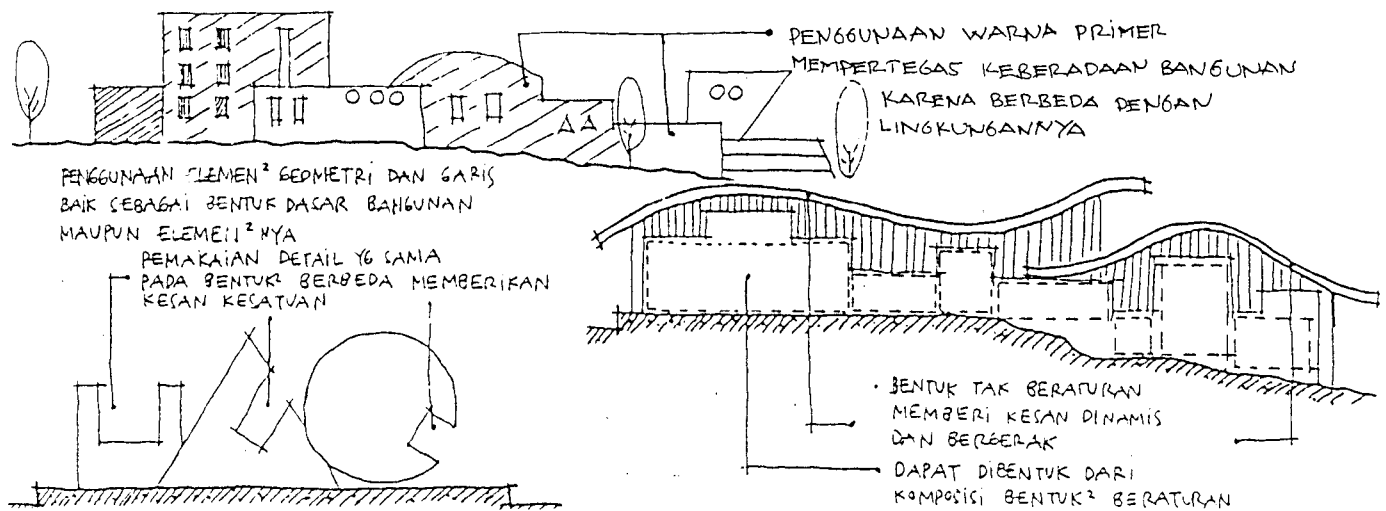 PENGGUNAAN WARNA PRIMER
MEMPERTEGAS KEBERADAAN BANGUNAN
KARENA BERBEDA DENGAN
LINGKUNGANNYA
PENGGUNAAN ELEMEN² GEOMETRI DAN GARIS
BAIK SEBAGAI BENTUK DASAR BANGUNAN
MAUPUN ELEMEN²NYA
PEMAKAIAN DETAIL YG SAMA
PADA BENTUK² BERBEDA MEMBERIKAN
KESAN KESATUAN
• BENTUK TAK BERATURAN
MEMBERI KESAN DINAMIS
DAN BERGERAK
DAPAT DIBENTUK DARI
KOMPOSISI BENTUK² BERATURAN